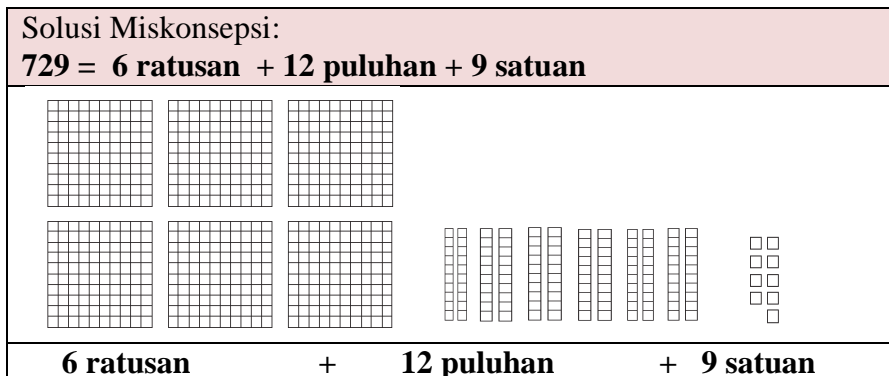 Solusi Miskonsepsi:
729 = 6 ratusan + 12 puluhan + 9 satuan
6 ratusan + 12 puluhan + 9 satuan